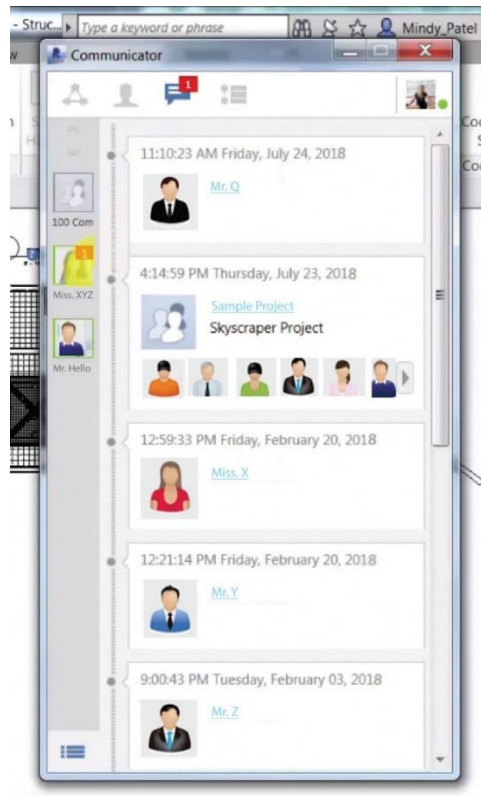 - Struc...
Type a keyword or phrase
Mindy_Patel
Communicator
1
11:10:23 AM Friday, July 24, 2018
Mr. Q
100 Com
4:14:59 PM Thursday, July 23, 2018
1
Miss. XYZ
Sample Project
Skyscraper Project
Mr. Hello
12:59:33 PM Friday, February 20, 2018
Miss. X
12:21:14 PM Friday, February 20, 2018
Mr. Y
9:00:43 PM Tuesday, February 03, 2018
Mr. Z